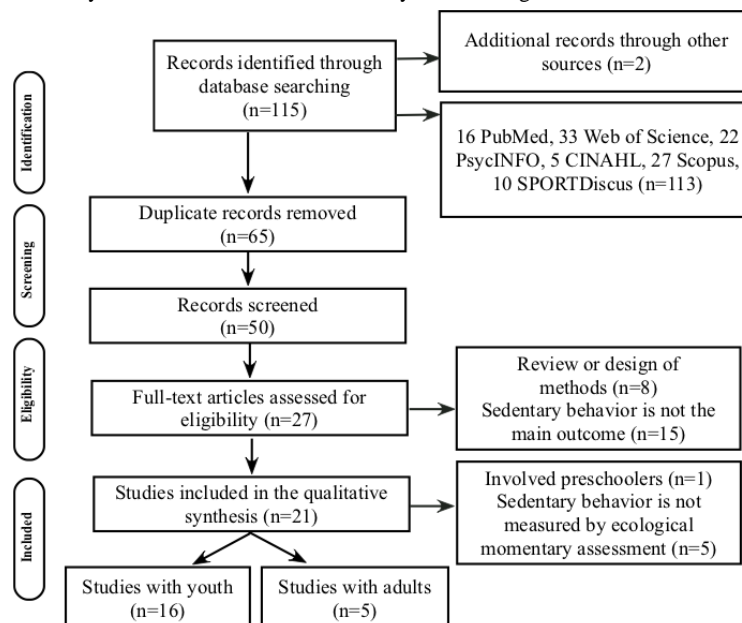 Additional records through other
sources (n=2)
Records identified through
database searching
(n=115)
Identification
16 PubMed, 33 Web of Science, 22
PsycINFO, 5 CINAHL, 27 Scopus,
10 SPORTDiscus (n=113)
Duplicate records removed
(n=65)
Screening
Records screened
(n=50)
Eligibility
Full-text articles assessed for
eligibility (n=27)
Review or design of
methods (n=8)
Sedentary behavior is not the
main outcome (n=15)
Included
Studies included in the qualitative
synthesis (n=21)
Involved preschoolers (n=1)
Sedentary behavior is not
measured by ecological
momentary assessment (n=5)
Studies with youth
(n=16)
Studies with adults
(n=5)